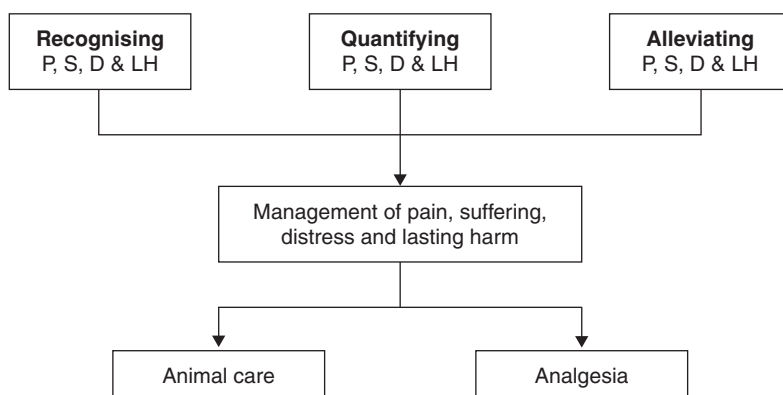 Recognising
P, S, D & LH
Quantifying
P, S, D & LH
Alleviating
P, S, D & LH
Management of pain, suffering,
distress and lasting harm
Animal care
Analgesia